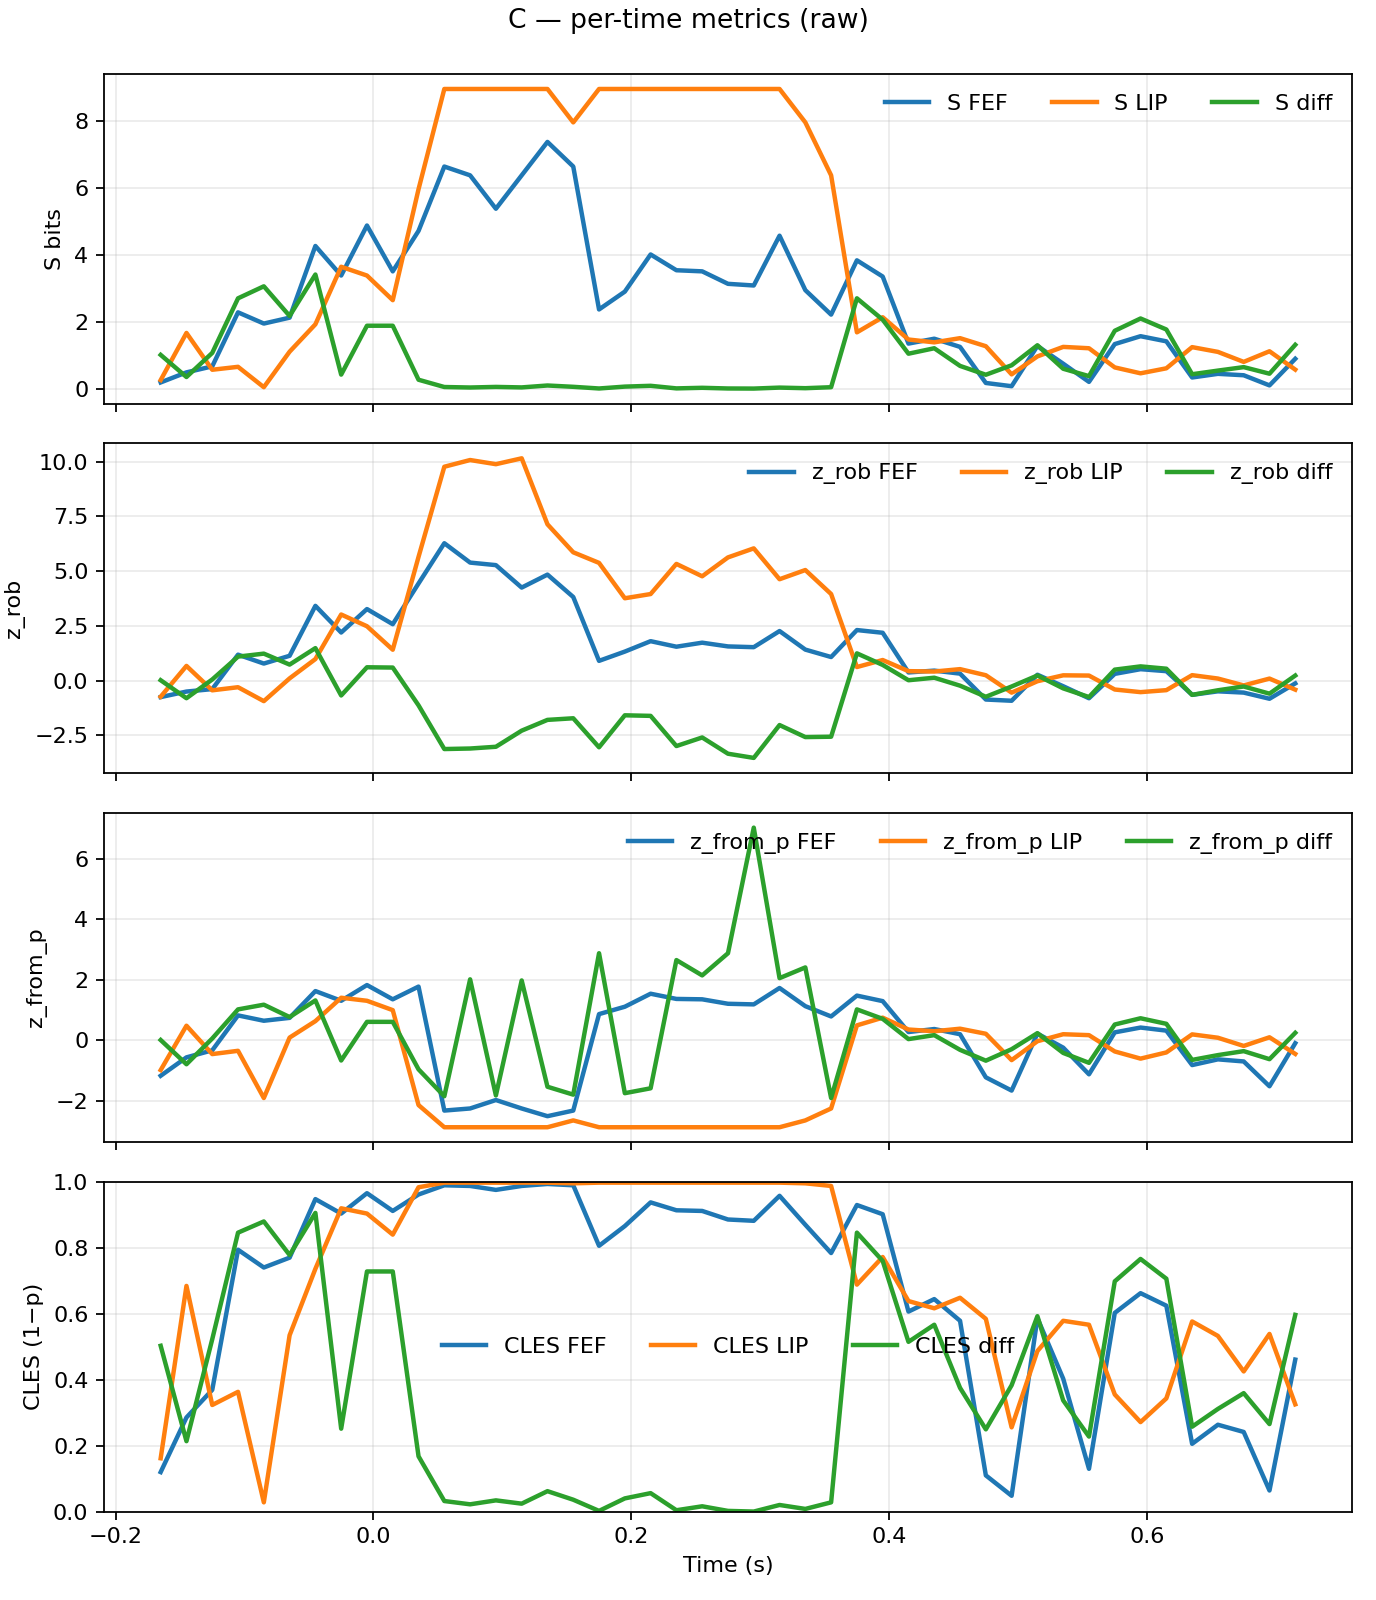 C — per-time metrics (raw)
S FEF S LIP S diff
8
6
4
2
0
S bits
z_rob FEF z_rob LIP z_rob diff
10.0
7.5
5.0
2.5
0.0
−2.5
z_rob
z_from_p FEF z_from_p LIP z_from_p diff
6
4
2
0
−2
z_from_p
1.0
0.8
0.6
CLES FEF CLES LIP CLES diff
0.4
0.2
0.0
CLES (1−p)
−0.2 0.0 0.2 0.4 0.6
Time (s)